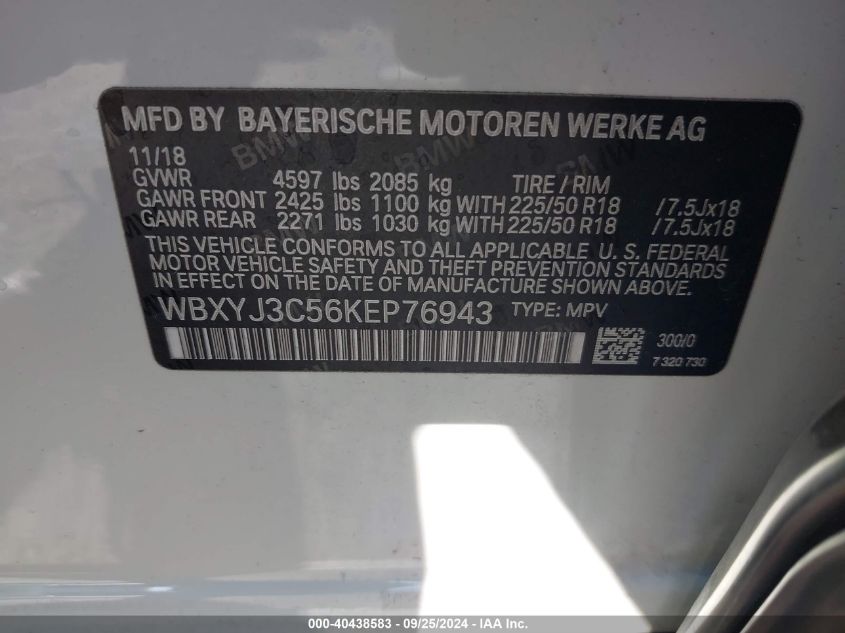 MFD BY BAYERISCHE MOTOREN WERKE AG
11/18
GVWR 4597 lbs 2085 kg TIRE / RIM
GAWR FRONT 2425 lbs 1100 kg WITH 225/50 R18 / 7.5Jx18
GAWR REAR 2271 lbs 1030 kg WITH 225/50 R18 / 7.5Jx18
THIS VEHICLE CONFORMS TO ALL APPLICABLE U. S. FEDERAL
MOTOR VEHICLE SAFETY AND THEFT PREVENTION STANDARDS
IN EFFECT ON THE DATE OF MANUFACTURE SHOWN ABOVE.
WBXYJ3C56KEP76943 TYPE: MPV
300/0
7 320 730
000-40438583 - 09/25/2024 - IAA Inc.